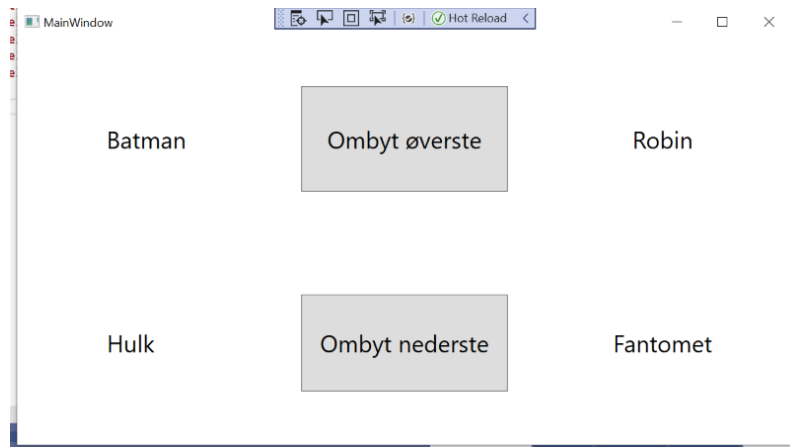 MainWindow
Hot Reload
Batman
Ombyt øverste
Robin
Hulk
Ombyt nederste
Fantomet